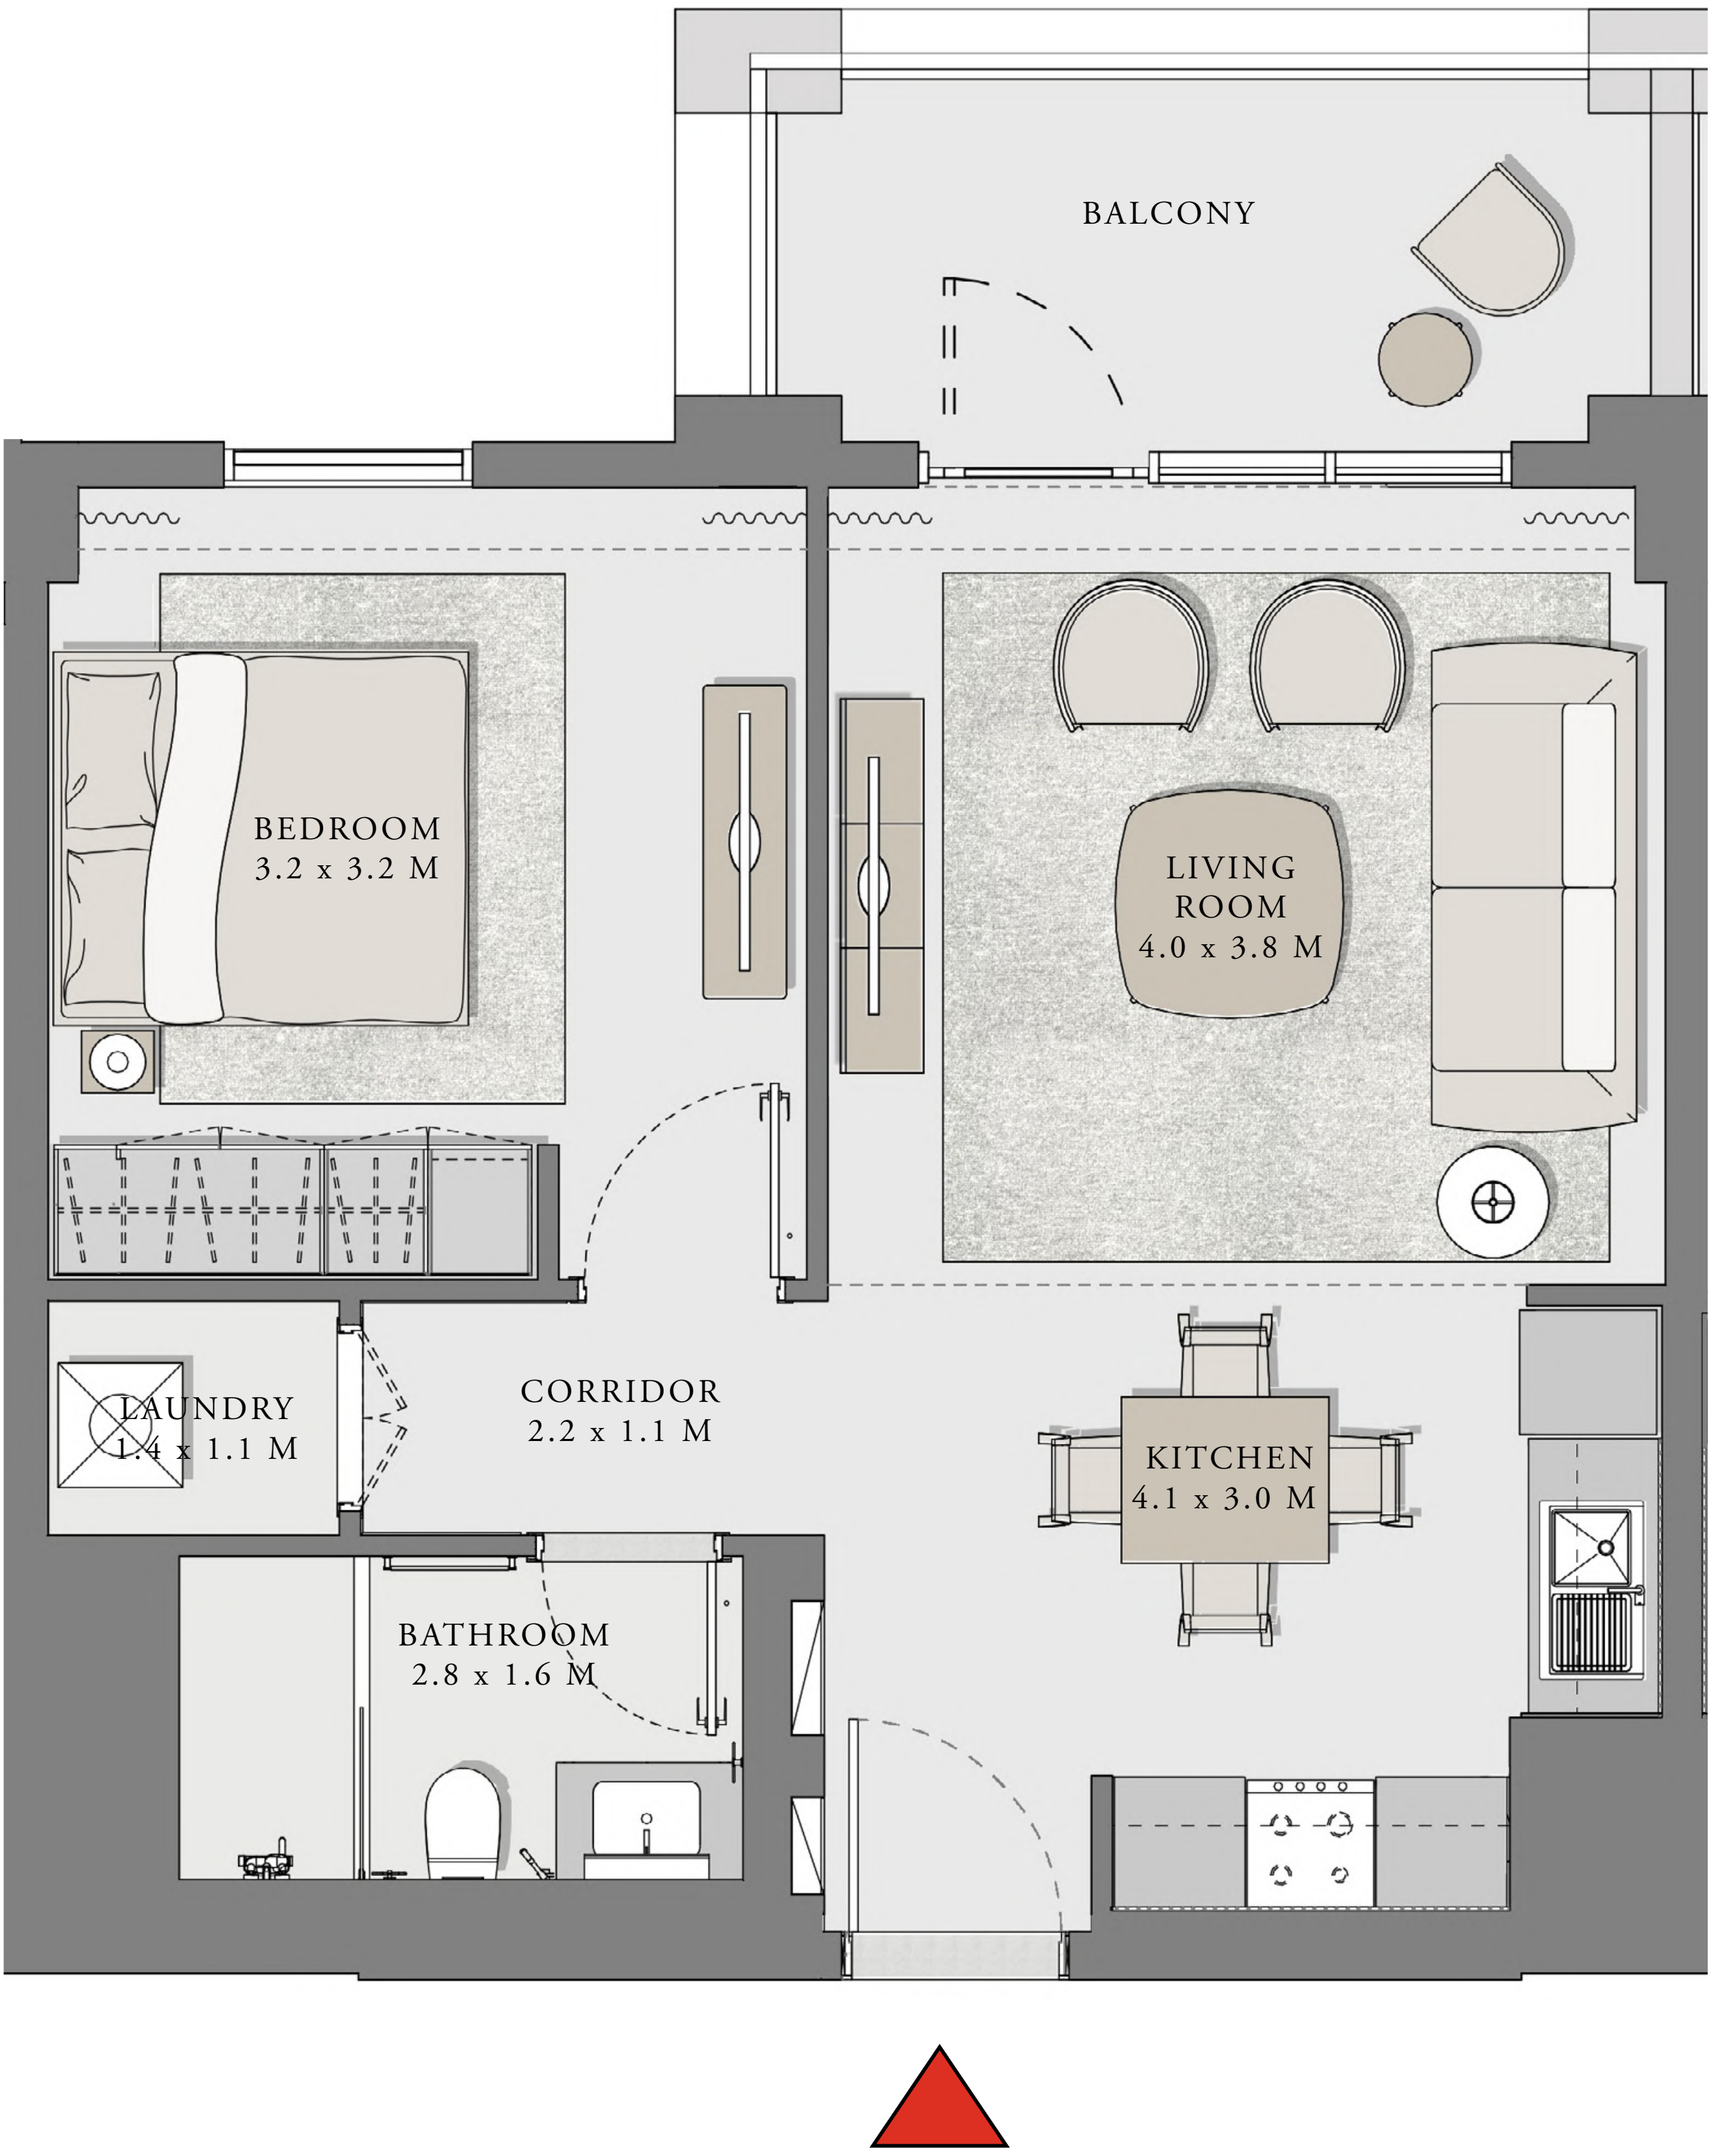 BALCONY
BEDROOM
3.2 x 3.2 M
LIVING
ROOM
4.0 x 3.8 M
LAUNDRY
1.4 x 1.1 M
CORRIDOR
2.2 x 1.1 M
KITCHEN
4.1 x 3.0 M
BATHROOM
2.8 x 1.6 M